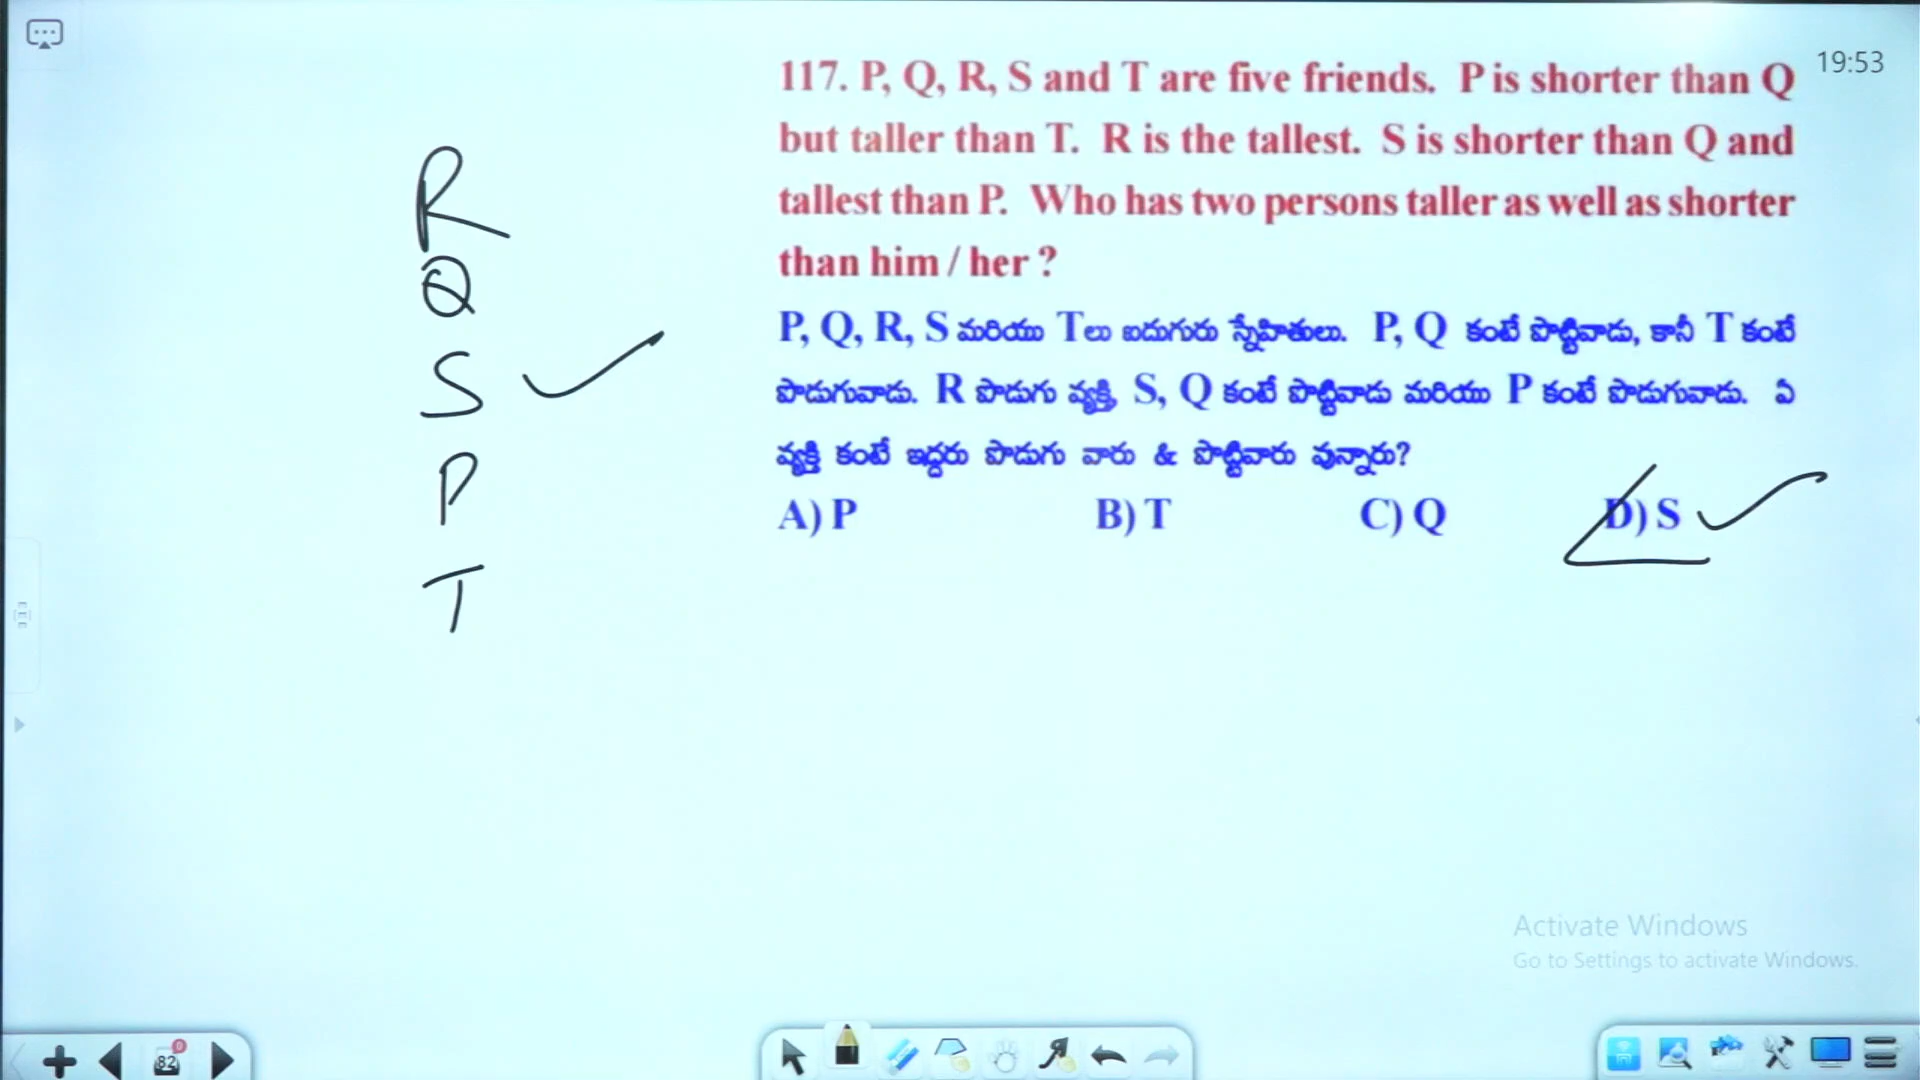 19:53
117. P, Q, R, S and T are five friends. P is shorter than Q
but taller than T. R is the tallest. S is shorter than Q and
tallest than P. Who has two persons taller as well as shorter
than him / her ?
P, Q, R, S మరియు Tలు ఐదుగురు స్నేహితులు. P, Q కంటే పొట్టివాడు, కానీ T కంటే
పొడుగువాడు. R పొడుగు వ్యక్తి, S, Q కంటే పొట్టివాడు మరియు P కంటే పొడుగువాడు. ఏ
వ్యక్తి కంటే ఇద్దరు పొడుగు వారు & పొట్టివారు వున్నారు?
A) P B) T C) Q D) S
R
Q
S
P
T
Activate Windows
Go to Settings to activate Windows.
82
0